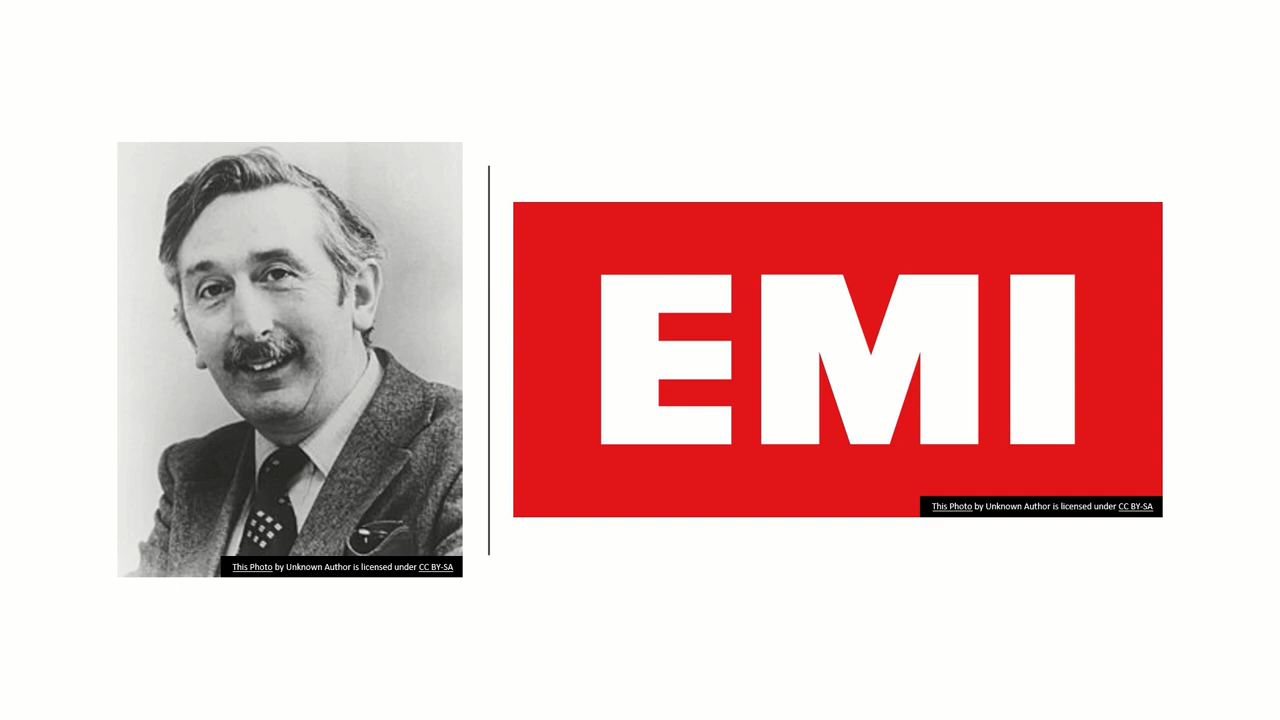 EMI
This Photo by Unknown Author is licensed under CC BY-SA
This Photo by Unknown Author is licensed under CC BY-SA